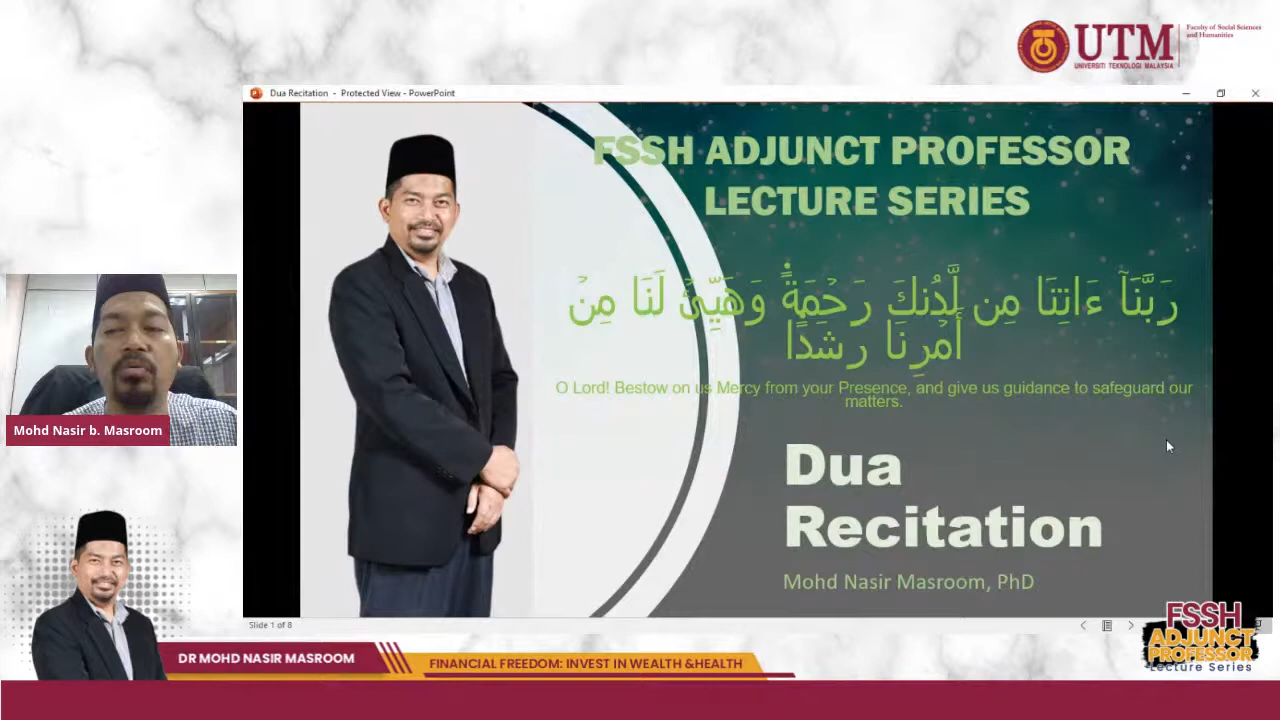 UTM
UNIVERSITI TEKNOLOGI MALAYSIA
Faculty of Social Sciences
and Humanities
Dua Recitation - Protected View - PowerPoint
FSSH ADJUNCT PROFESSOR
LECTURE SERIES
رَبَّنَآ ءَاتِنَا مِن لَّدُنكَ رَحۡمَةٗ وَهَيِّئۡ لَنَا مِنۡ
أَمۡرِنَا رَشَدٗا
O Lord! Bestow on us Mercy from your Presence, and give us guidance to safeguard our
matters.
Dua
Recitation
Mohd Nasir Masroom, PhD
Mohd Nasir b. Masroom
Slide 1 of 8
DR MOHD NASIR MASROOM
FINANCIAL FREEDOM: INVEST IN WEALTH &HEALTH
FSSH
ADJUNCT
PROFESSOR
Lecture Series